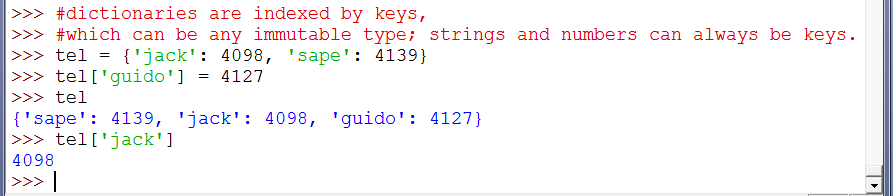 >>> #dictionaries are indexed by keys,
>>> #which can be any immutable type; strings and numbers can always be keys.
>>> tel = {'jack': 4098, 'sape': 4139}
>>> tel['guido'] = 4127
>>> tel
{'sape': 4139, 'jack': 4098, 'guido': 4127}
>>> tel['jack']
4098
>>>